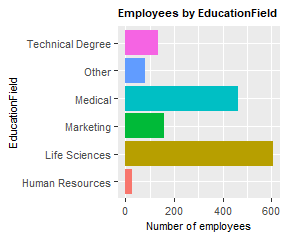 Employees by EducationField
Technical Degree
Other
Medical
Marketing
Life Sciences
Human Resources
EducationField
0 200 400 600
Number of employees